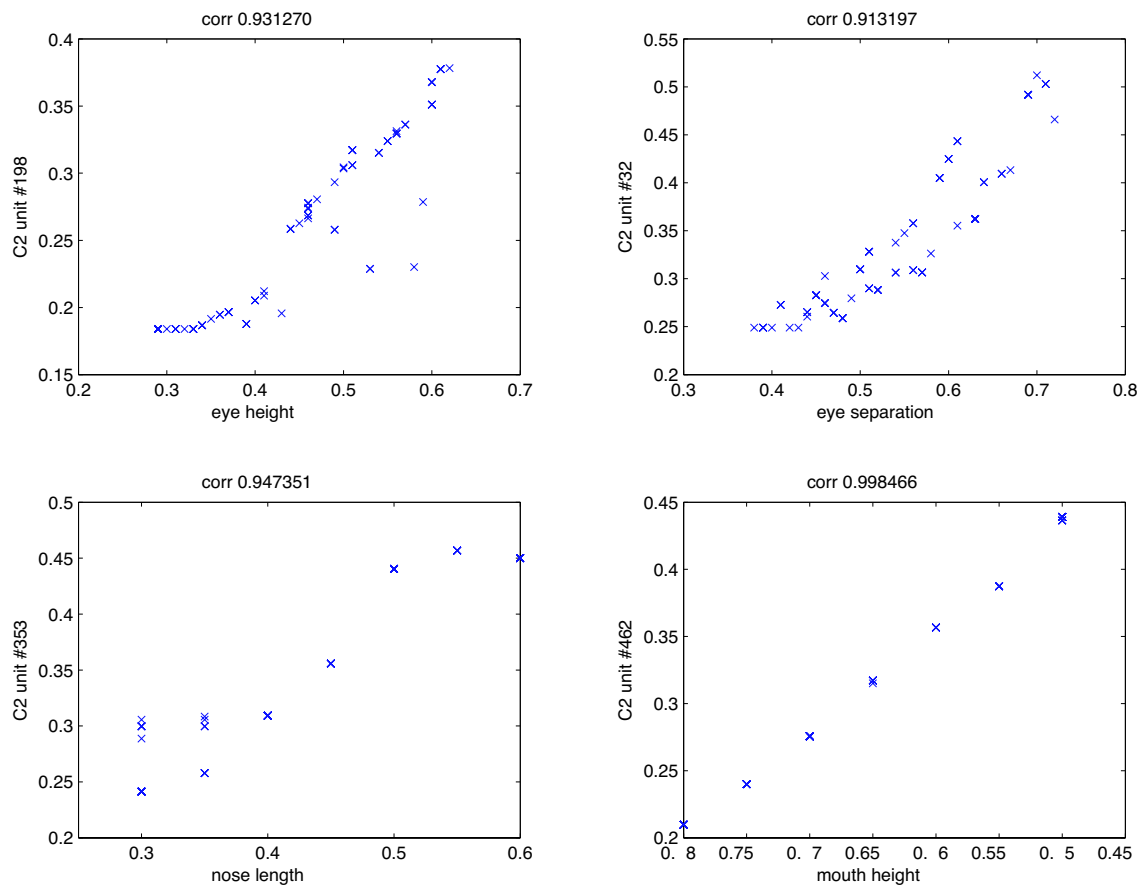 corr 0.931270
0.4
0.35
0.3
0.25
0.2
0.15
C2 unit #198
0.2 0.3 0.4 0.5 0.6 0.7
eye height
corr 0.913197
0.55
0.5
0.45
0.4
0.35
0.3
0.25
0.2
C2 unit #32
0.3 0.4 0.5 0.6 0.7 0.8
eye separation
corr 0.947351
0.5
0.45
0.4
0.35
0.3
0.25
0.2
C2 unit #353
0.3 0.4 0.5 0.6
nose length
corr 0.998466
0.45
0.4
0.35
0.3
0.25
0.2
C2 unit #462
0. 8 0.75 0. 7 0.65 0. 6 0.55 0. 5 0.45
mouth height